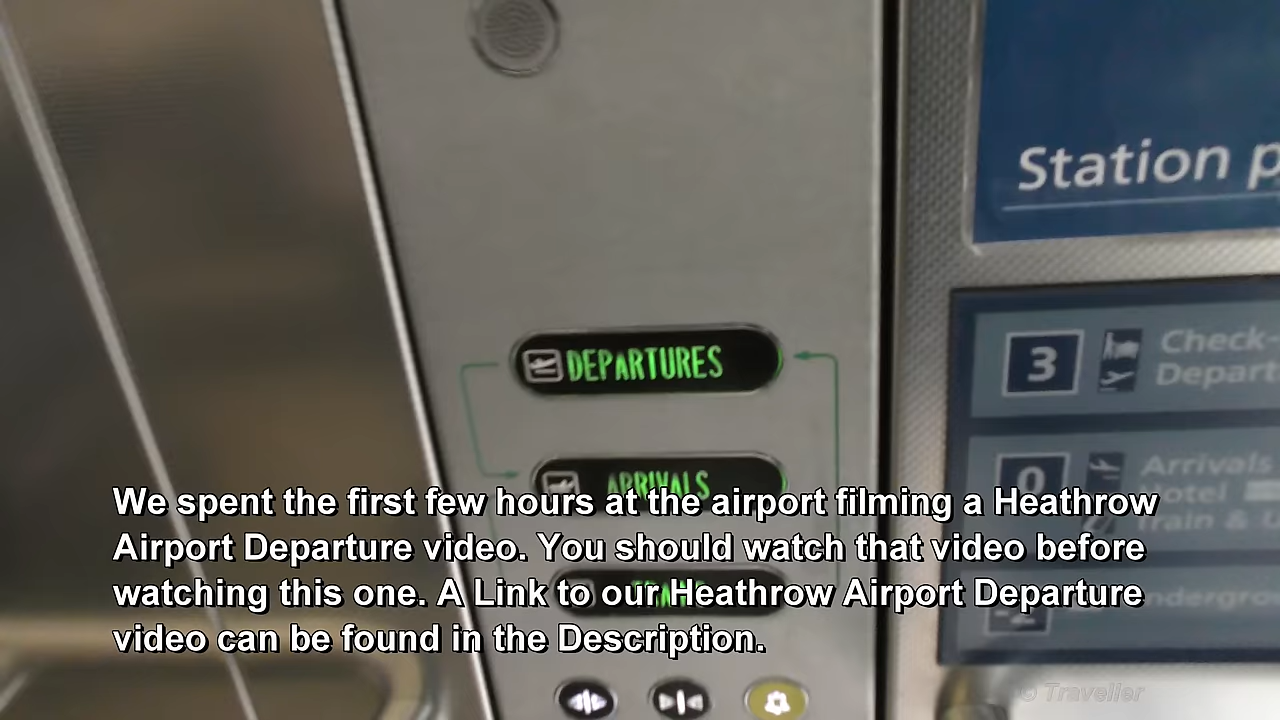 Station
DEPARTURES
3 Check-
Depart
ARRIVALS
0 Arrivals
Hotel
Train & U
We spent the first few hours at the airport filming a Heathrow
Airport Departure video. You should watch that video before
watching this one. A Link to our Heathrow Airport Departure
video can be found in the Description.
Traveller